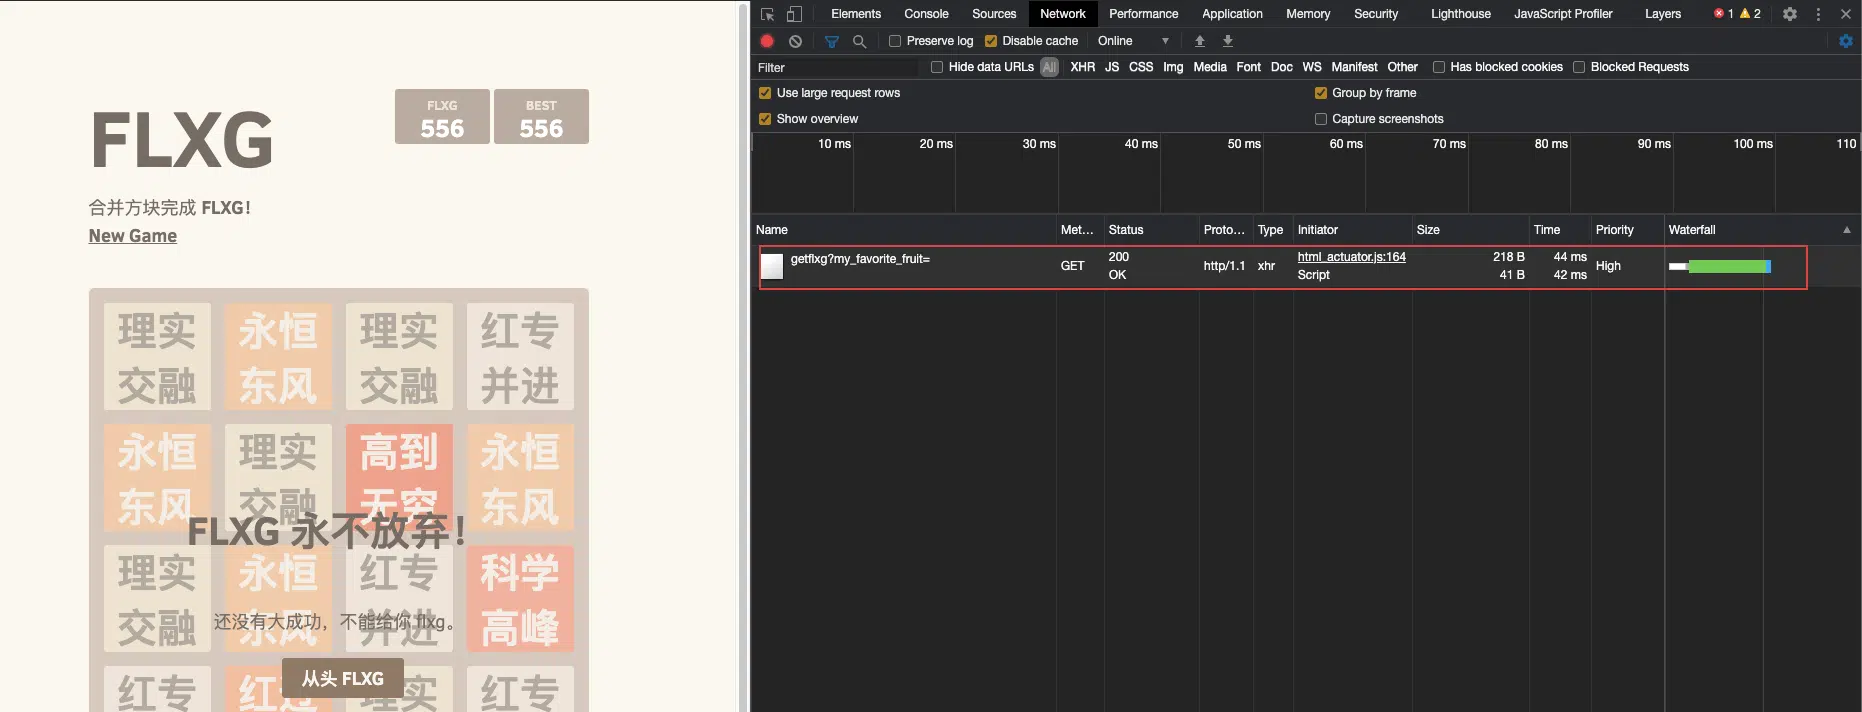 FLXG
FLXG
556
BEST
556
合并方块完成 FLXG!
New Game
理实
交融
永恒
东风
理实
交融
红专
并进
永恒
东风
理实
交融
高到
无穷
永恒
东风
FLXG 永不放弃!
理实
交融
永恒
东风
红专
并进
科学
高峰
还没有大成功，不能给你 flxg。
从头 FLXG
红专
理实
红专
Elements Console Sources Network Performance Application Memory Security Lighthouse JavaScript Profiler Layers 1 2
Preserve log Disable cache Online
Filter Hide data URLs All XHR JS CSS Img Media Font Doc WS Manifest Other Has blocked cookies Blocked Requests
Use large request rows Group by frame
Show overview Capture screenshots
10 ms 20 ms 30 ms 40 ms 50 ms 60 ms 70 ms 80 ms 90 ms 100 ms 110
Name Met... Status Proto... Type Initiator Size Time Priority Waterfall
getflxg?my_favorite_fruit= GET 200 http/1.1 xhr html_actuator.js:164 218 B 44 ms High
OK Script 41 B 42 ms